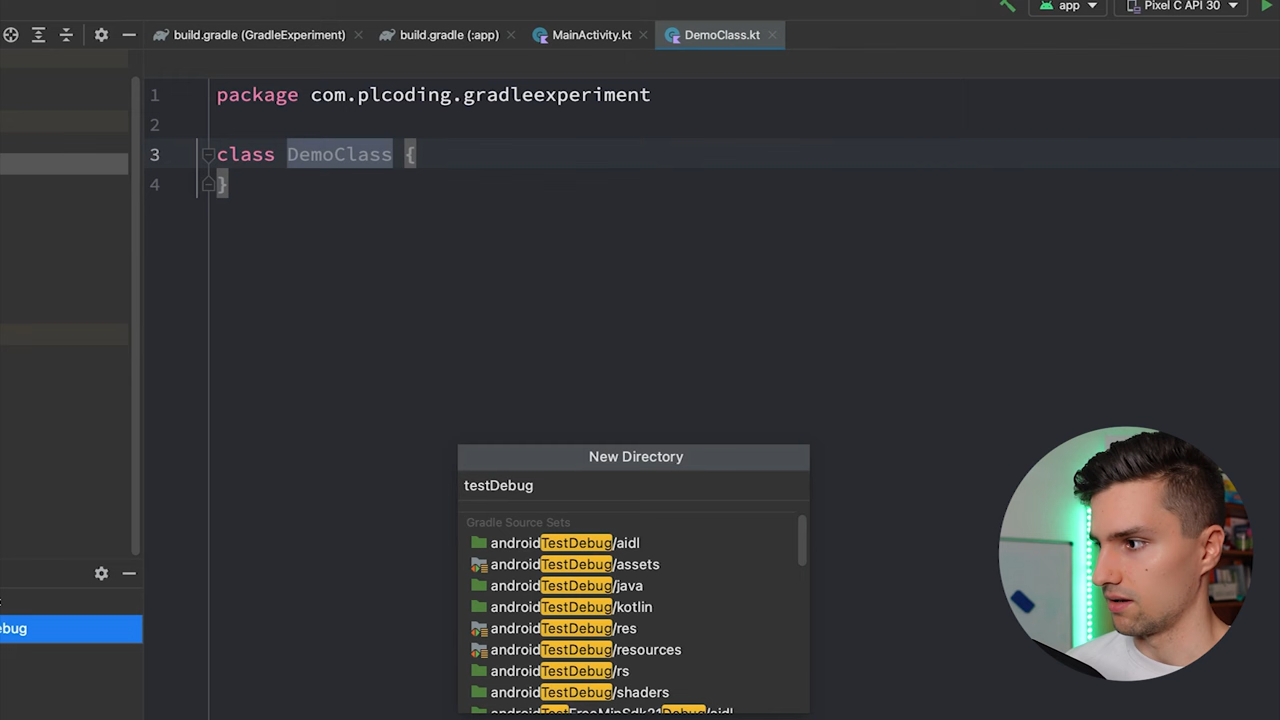 app
Pixel C API 30
build.gradle (GradleExperiment)
build.gradle (:app)
MainActivity.kt
DemoClass.kt
1 package com.plcoding.gradleexperiment
2
3 class DemoClass {
4 }
New Directory
testDebug
Gradle Source Sets
androidTestDebug/aidl
androidTestDebug/assets
androidTestDebug/java
androidTestDebug/kotlin
androidTestDebug/res
androidTestDebug/resources
androidTestDebug/rs
androidTestDebug/shaders
androidTestFreeMinSdk21Debug/aidl
ebug